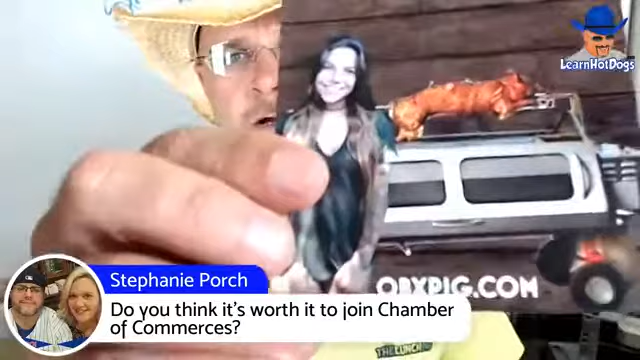 LearnHotDogs
OBXPIG.COM
Stephanie Porch
Do you think it's worth it to join Chamber
of Commerces?
THE LUNCH